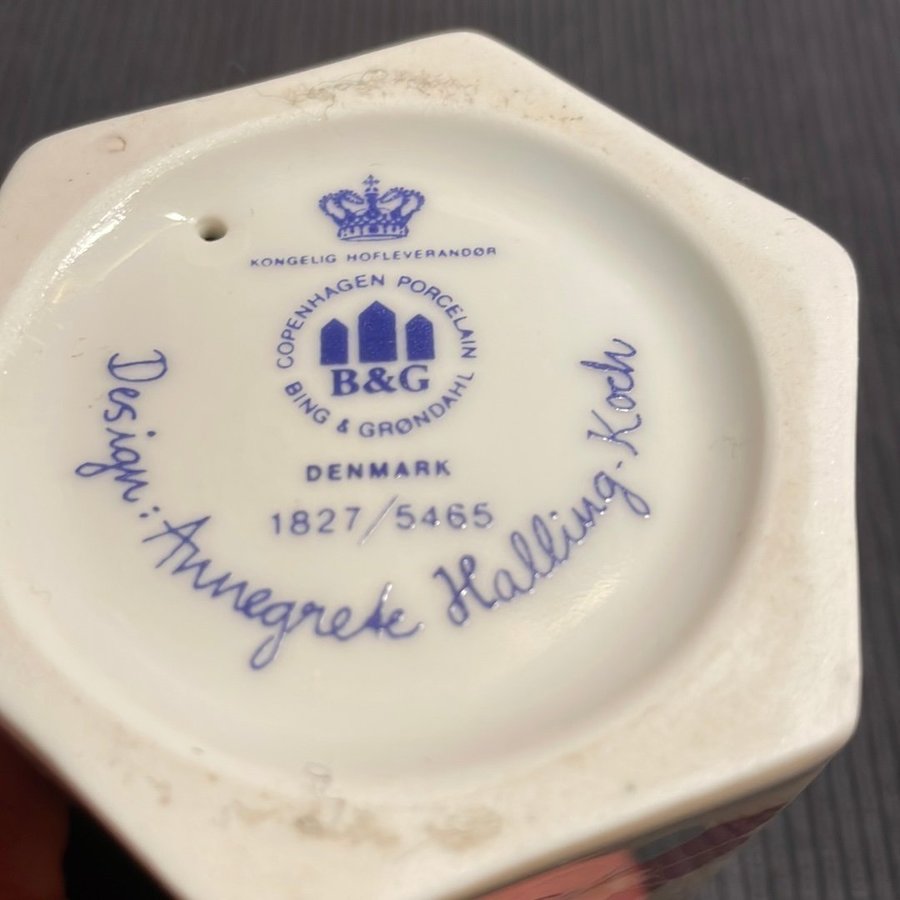 KONGELIG HOFLEVERANDØR
COPENHAGEN PORCELAIN
B&G
BING & GRØNDAHL
DENMARK
1827/5465
Design: Annegrete Halling-Koch